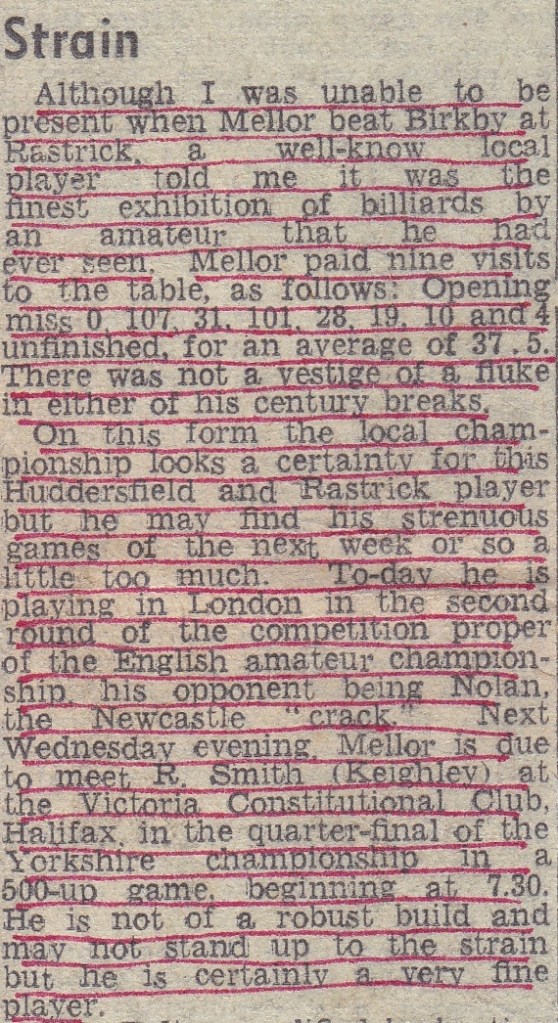 Strain
Although I was unable to be
present when Mellor beat Birkby at
Rastrick, a well-know local
player told me it was the
finest exhibition of billiards by
an amateur that he had
ever seen. Mellor paid nine visits
to the table, as follows: Opening
miss 0, 107, 31, 101, 28, 19, 10 and 4
unfinished, for an average of 37.5.
There was not a vestige of a fluke
in either of his century breaks.
On this form the local cham-
pionship looks a certainty for this
Huddersfield and Rastrick player
but he may find his strenuous
games of the next week or so a
little too much. To-day he is
playing in London in the second
round of the competition proper
of the English amateur champion-
ship, his opponent being Nolan,
the Newcastle "crack." Next
Wednesday evening, Mellor is due
to meet R. Smith (Keighley) at
the Victoria Constitutional Club,
Halifax, in the quarter-final of the
Yorkshire championship in a
500-up game, beginning at 7.30.
He is not of a robust build and
may not stand up to the strain
but he is certainly a very fine
player.